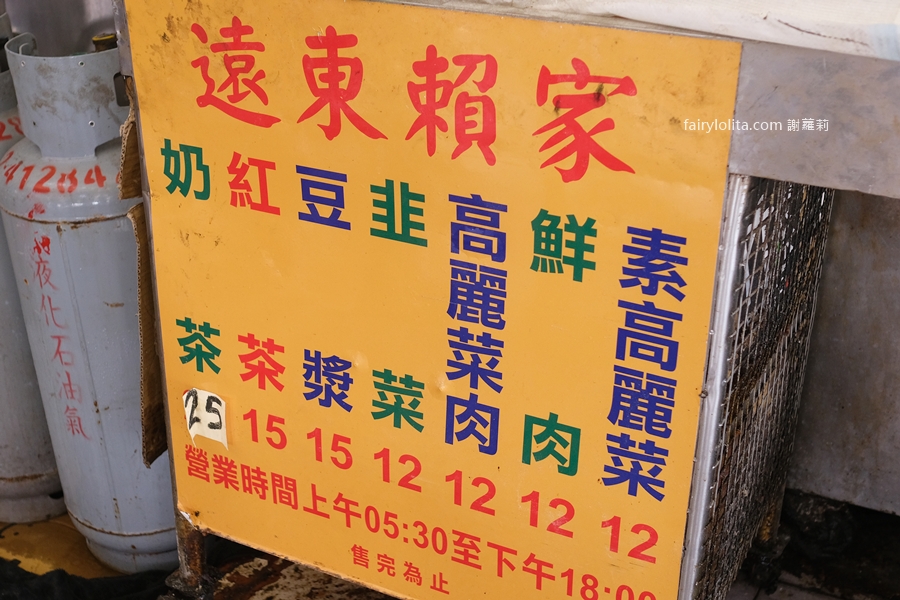 遠東賴家
fairylolita.com 謝蘿莉
素高麗菜 12
鮮肉 12
高麗菜肉 12
韭菜 12
豆漿 15
紅茶 15
奶茶 25
營業時間上午05:30至下午18:00
售完為止
液化石油氣